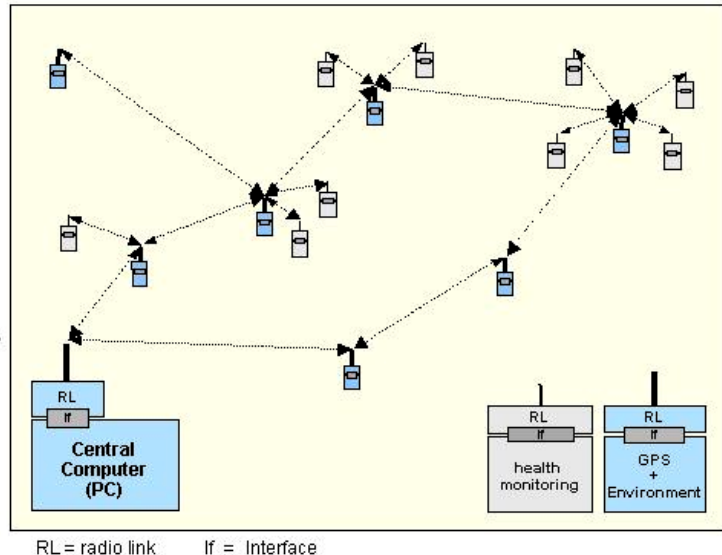 RL
If
Central
Computer
(PC)
RL
If
health
monitoring
RL
If
GPS
+
Environment
RL = radio link If = Interface